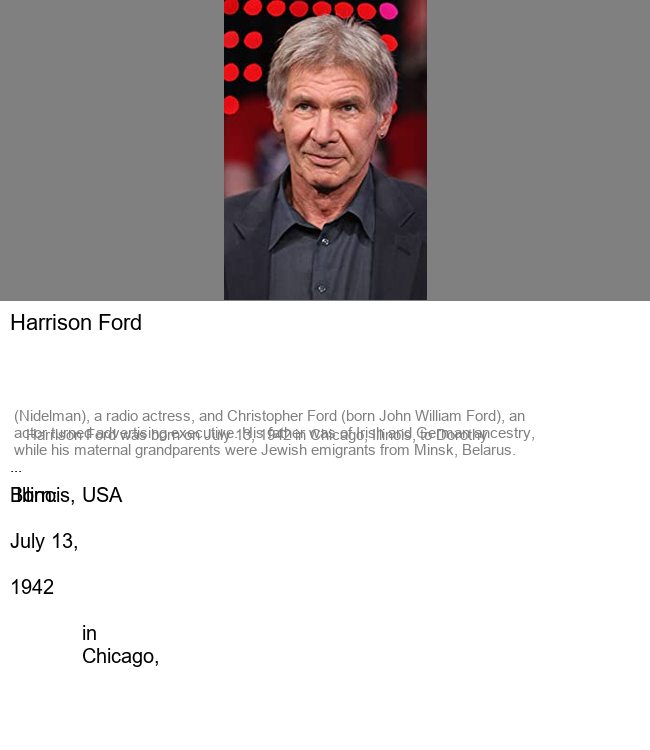 Harrison Ford
(Nidelman), a radio actress, and Christopher Ford (born John William Ford), an
actor turned advertising executive. His father was of Irish and German ancestry,
Harrison Ford was born on July 13, 1942 in Chicago, Illinois, to Dorothy
while his maternal grandparents were Jewish emigrants from Minsk, Belarus.
...
Born:
Illinois, USA
July 13,
1942
in
Chicago,